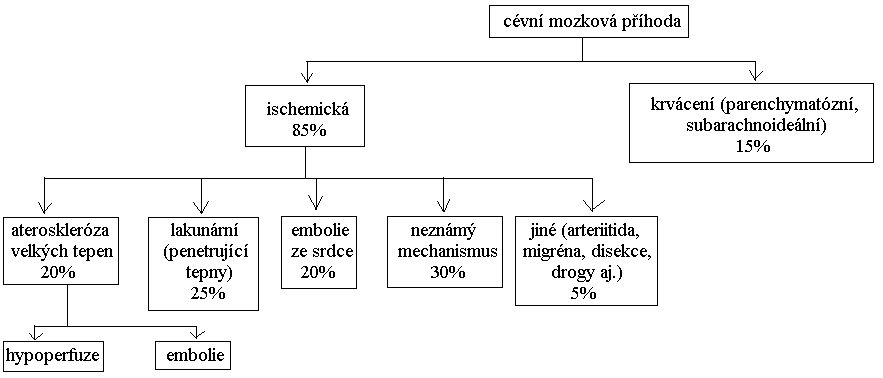 cévní mozková příhoda
ischemická
85%
krvácení (parenchymatózní,
subarachnoideální)
15%
ateroskleróza
velkých tepen
20%
lakunární
(penetrující
tepny)
25%
embolie
ze srdce
20%
neznámý
mechanismus
30%
jiné (arteriitida,
migréna, disekce,
drogy aj.)
5%
hypoperfuze
embolie